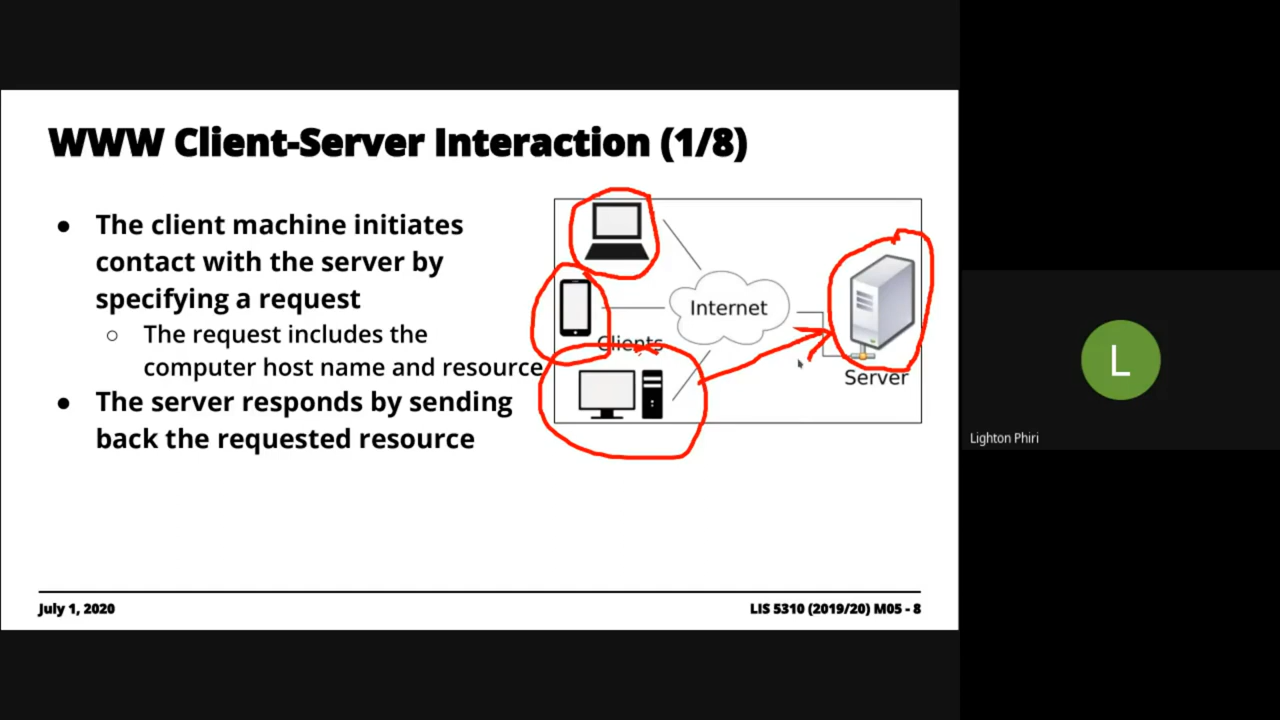 WWW Client-Server Interaction (1/8)
● The client machine initiates
contact with the server by
specifying a request
○ The request includes the
computer host name and resource
● The server responds by sending
back the requested resource
Internet
Clients
Server
July 1, 2020
LIS 5310 (2019/20) M05 - 8
L
Lighton Phiri